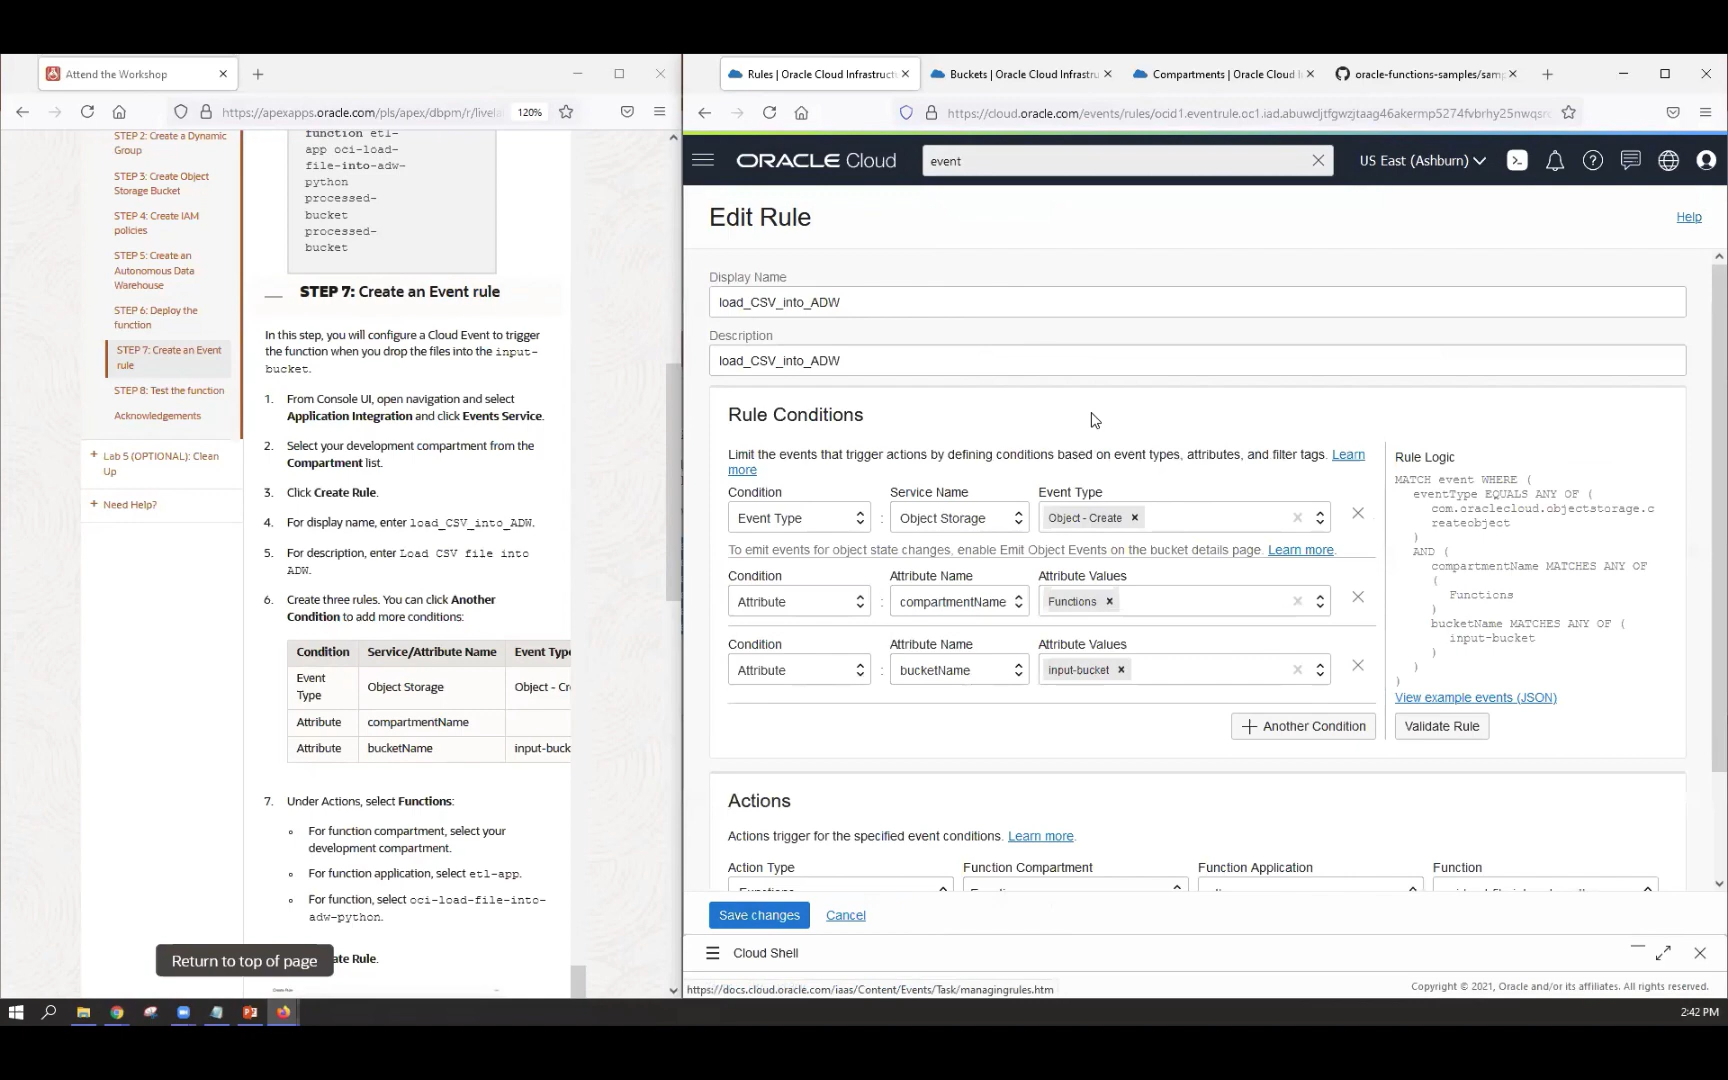 Attend the Workshop
https://apexapps.oracle.com/pls/apex/dbpm/r/livela
120%
STEP 2: Create a Dynamic
Group
STEP 3: Create Object
Storage Bucket
STEP 4: Create IAM
policies
STEP 5: Create an
Autonomous Data
Warehouse
STEP 6: Deploy the
function
STEP 7: Create an Event
rule
STEP 8: Test the function
Acknowledgements
+ Lab 5 (OPTIONAL): Clean
Up
+ Need Help?
function etl-
app oci-load-
file-into-adw-
python
processed-
bucket
processed-
bucket
STEP 7: Create an Event rule
In this step, you will configure a Cloud Event to trigger
the function when you drop the files into the input-
bucket.
1. From Console UI, open navigation and select
Application Integration and click Events Service.
2. Select your development compartment from the
Compartment list.
3. Click Create Rule.
4. For display name, enter load_CSV_into_ADW.
5. For description, enter Load CSV file into
ADW.
6. Create three rules. You can click Another
Condition to add more conditions:
Condition Service/Attribute Name Event Type
Event
Type Object Storage Object - Cr
Attribute compartmentName
Attribute bucketName input-buck
7. Under Actions, select Functions:
For function compartment, select your
development compartment.
For function application, select etl-app.
For function, select oci-load-file-into-
adw-python.
ate Rule.
Return to top of page
Rules | Oracle Cloud Infrastruct
Buckets | Oracle Cloud Infrastru
Compartments | Oracle Cloud I
oracle-functions-samples/samp
https://cloud.oracle.com/events/rules/ocid1.eventrule.oc1.iad.abuwcljtfgwzjtaag46akermp5274fvbrhy25nwqsr
ORACLE Cloud
event
US East (Ashburn)
Edit Rule
Help
Display Name
load_CSV_into_ADW
Description
load_CSV_into_ADW
Rule Conditions
Limit the events that trigger actions by defining conditions based on event types, attributes, and filter tags. Learn
more
Condition Service Name Event Type
Event Type : Object Storage Object - Create
To emit events for object state changes, enable Emit Object Events on the bucket details page. Learn more.
Condition Attribute Name Attribute Values
Attribute : compartmentName Functions
Condition Attribute Name Attribute Values
Attribute : bucketName input-bucket
+ Another Condition
Rule Logic
MATCH event WHERE (
eventType EQUALS ANY OF (
com.oraclecloud.objectstorage.c
reateobject
)
AND (
compartmentName MATCHES ANY OF
(
Functions
)
bucketName MATCHES ANY OF (
input-bucket
)
)
)
View example events (JSON)
Validate Rule
Actions
Actions trigger for the specified event conditions. Learn more.
Action Type Function Compartment Function Application Function
Save changes
Cancel
Cloud Shell
https://docs.cloud.oracle.com/iaas/Content/Events/Task/managingrules.htm
Copyright © 2021, Oracle and/or its affiliates. All rights reserved.
2:42 PM